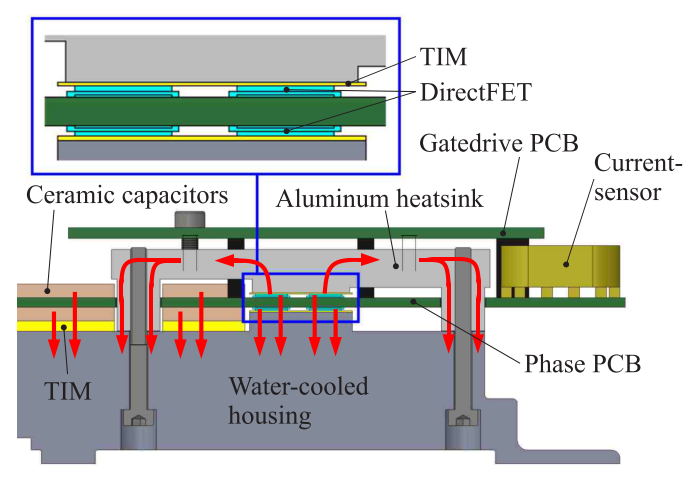 TIM
DirectFET
Gatedrive PCB
Current-
sensor
Ceramic capacitors
Aluminum heatsink
TIM
Phase PCB
Water-cooled
housing